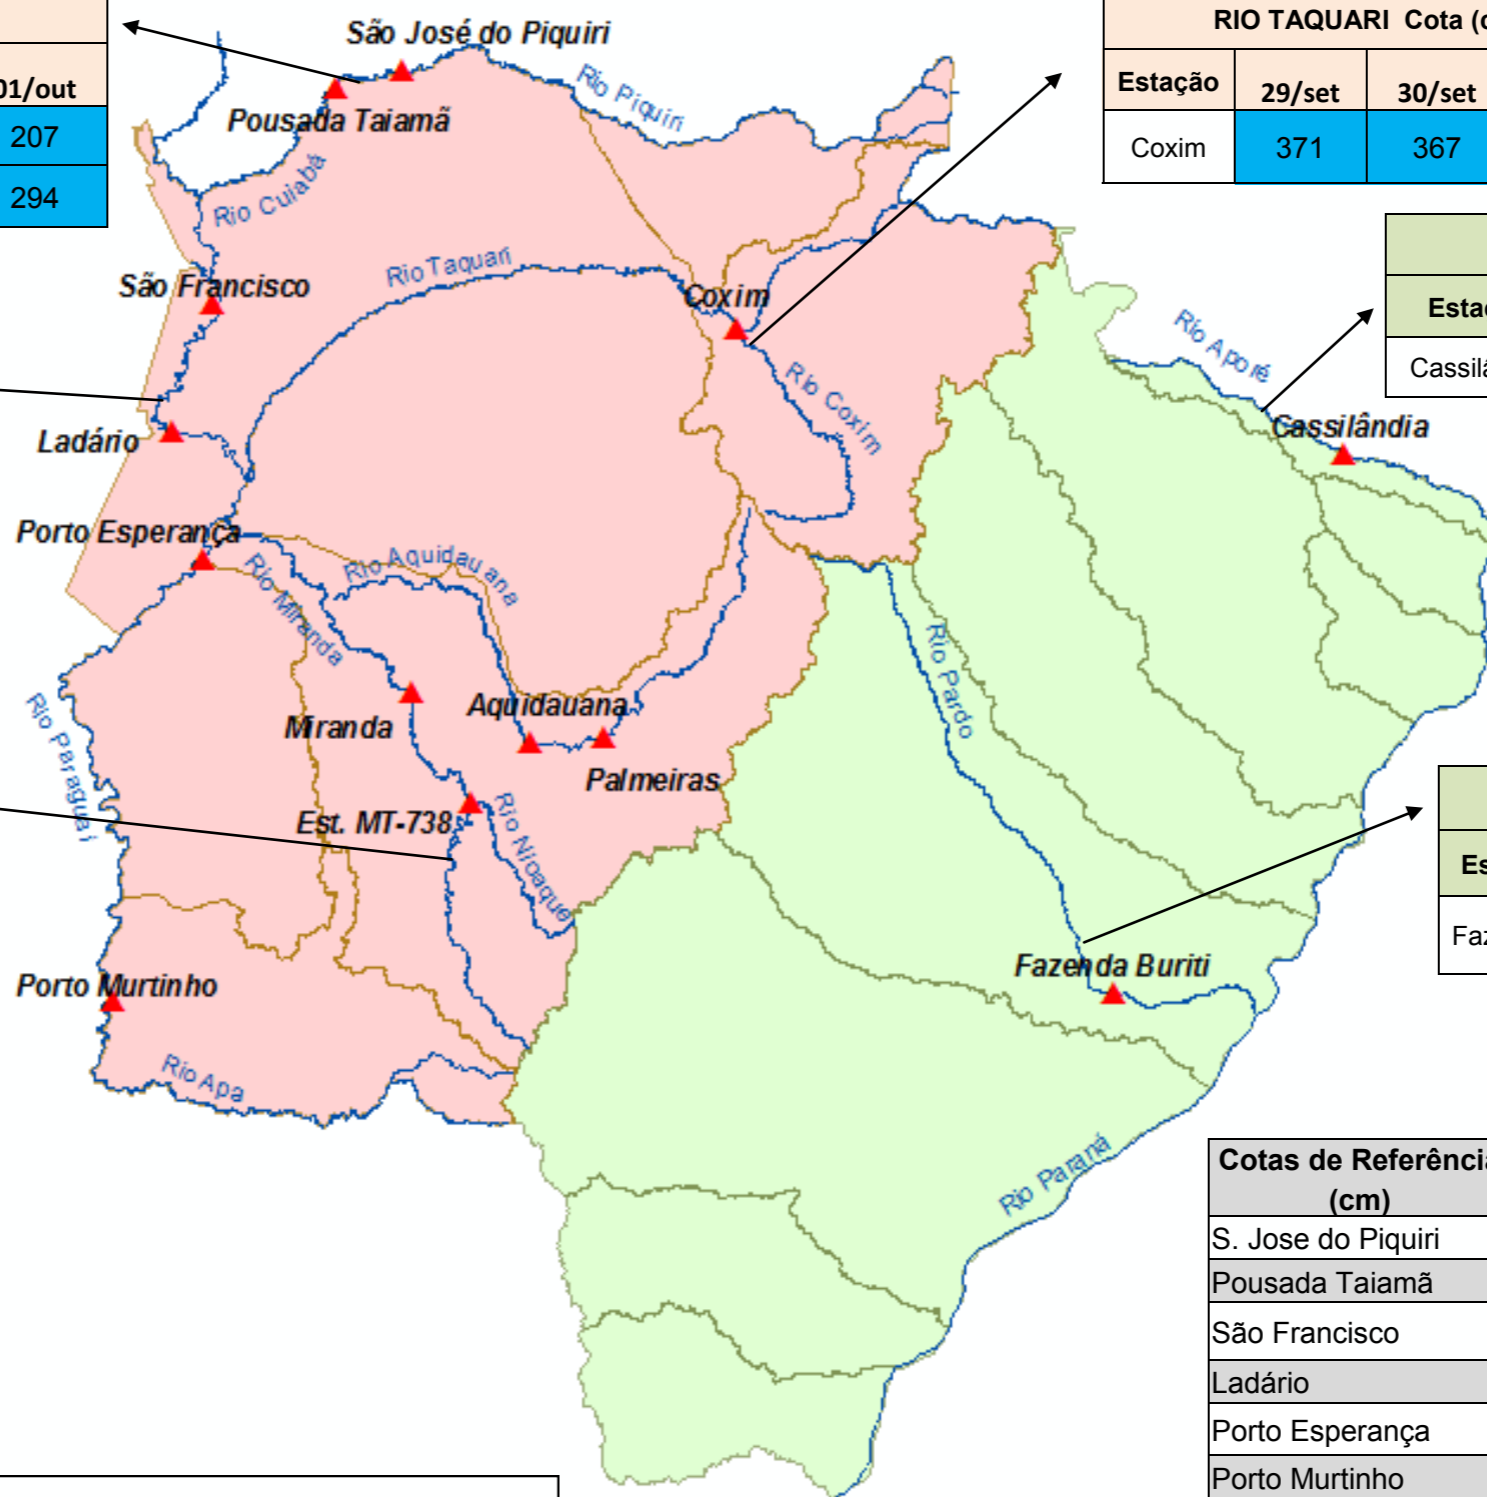 01/out
207
294
RIO TAQUARI Cota (c
Estação 29/set 30/set
Coxim 371 367
São José do Piquiri
Pousada Taiamã
Rio Piquiri
Rio Cuiabá
São Francisco
Rio Taquari
Coxim
Rio Coxim
Rio Aporé
Cassilândia
Ladário
Porto Esperança
Rio Aquidauana
Rio Miranda
Rio Paraguai
Miranda
Aquidauana
Palmeiras
Rio Pardo
Est. MT-738
Rio Nioaque
Porto Murtinho
Rio Apa
Fazenda Buriti
Rio Paraná
Esta
Cassilâ
Es
Faz
Cotas de Referência
(cm)
S. Jose do Piquiri
Pousada Taiamã
São Francisco
Ladário
Porto Esperança
Porto Murtinho